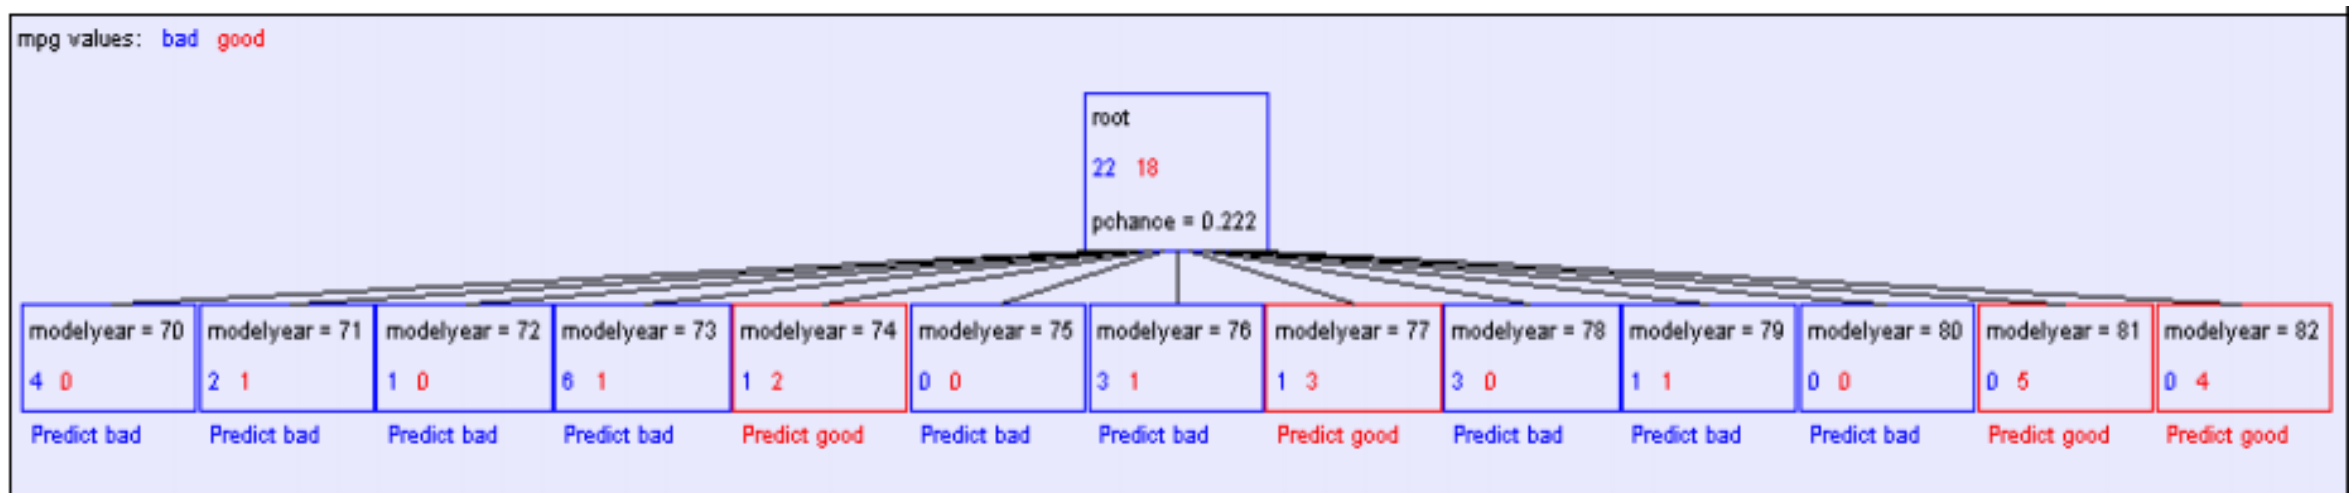 mpg values: bad good
root
22 18
pchance = 0.222
modelyear = 70 modelyear = 71 modelyear = 72 modelyear = 73 modelyear = 74 modelyear = 75 modelyear = 76 modelyear = 77 modelyear = 78 modelyear = 79 modelyear = 80 modelyear = 81 modelyear = 82
4 0 2 1 1 0 6 1 1 2 0 0 3 1 1 3 3 0 1 1 0 0 0 5 0 4
Predict bad Predict bad Predict bad Predict bad Predict good Predict bad Predict bad Predict good Predict bad Predict bad Predict bad Predict good Predict good